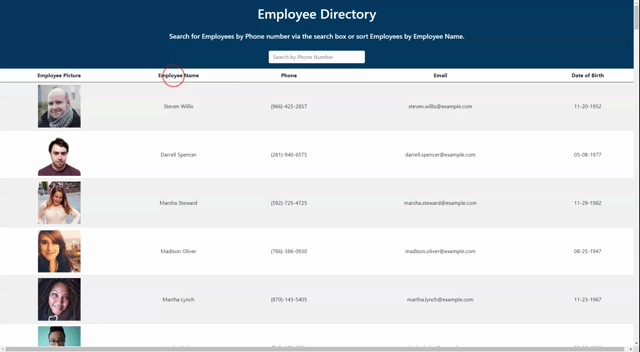 Employee Directory
Search for Employees by Phone number via the search box or sort Employees by Employee Name.
Search by Phone Number
Employee Picture Employee Name Phone Email Date of Birth
Steven Willis (966)-425-2857 steven.willis@example.com 11-20-1952
Darrell Spencer (281)-940-6575 darrell.spencer@example.com 05-08-1977
Marsha Steward (592)-725-4725 marsha.steward@example.com 11-29-1982
Madison Oliver (786)-386-0930 madison.oliver@example.com 08-25-1947
Martha Lynch (870)-143-5405 martha.lynch@example.com 11-23-1967